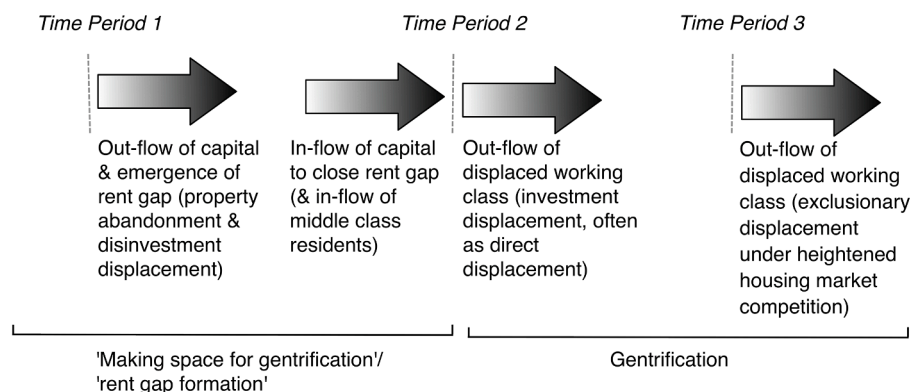 Time Period 1
Time Period 2
Time Period 3
Out-flow of capital
& emergence of
rent gap (property
abandonment &
disinvestment
displacement)
In-flow of capital
to close rent gap
(& in-flow of
middle class
residents)
Out-flow of
displaced working
class (investment
displacement, often
as direct
displacement)
Out-flow of
displaced working
class (exclusionary
displacement
under heightened
housing market
competition)
'Making space for gentrification'/
'rent gap formation'
Gentrification